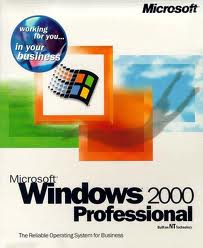 Microsoft
working
for you...
in your
business
Microsoft
Windows 2000
Professional
Built on NT Technology
The Reliable Operating System for Business